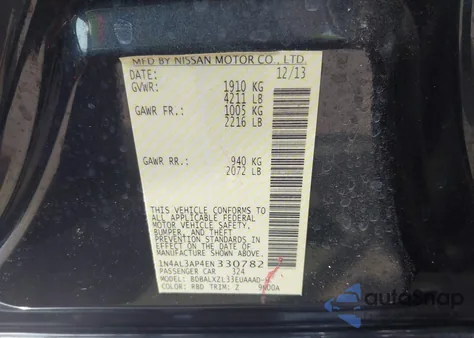 MFD BY NISSAN MOTOR CO., LTD.
DATE: 12/13
GVWR: 1910 KG
4211 LB
GAWR FR.: 1005 KG
2216 LB
GAWR RR.: 940 KG
2072 LB
THIS VEHICLE CONFORMS TO
ALL APPLICABLE FEDERAL
MOTOR VEHICLE SAFETY,
BUMPER, AND THEFT
PREVENTION STANDARDS IN
EFFECT ON THE DATE OF
MANUFACTURE SHOWN ABOVE.
1N4AL3AP4EN330782
PASSENGER CAR 324
MODEL: BDBALXZL33EUAAAD
COLOR: RBD TRIM: Z 9600A
autosnap